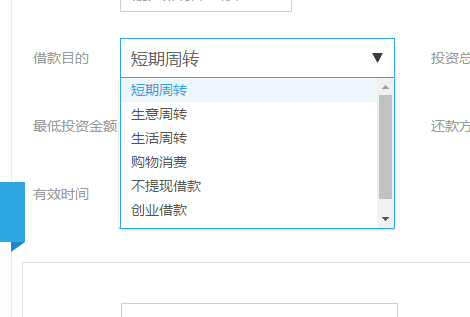 借款目的
短期周转
投资总
短期周转
生意周转
最低投资金额
还款方
生活周转
购物消费
不提现借款
有效时间
创业借款